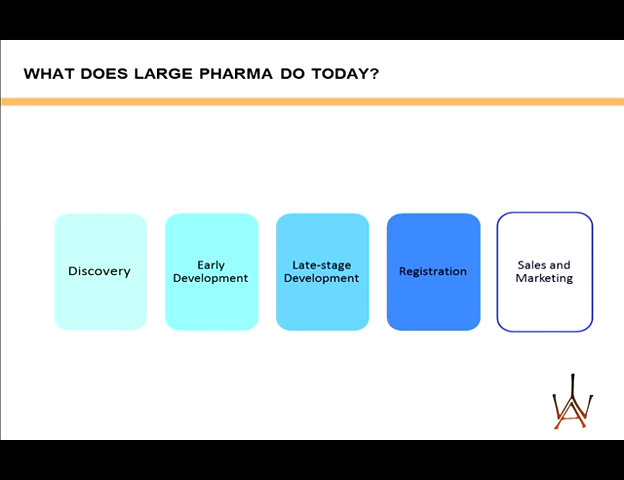 WHAT DOES LARGE PHARMA DO TODAY?
Discovery
Early
Development
Late-stage
Development
Registration
Sales and
Marketing